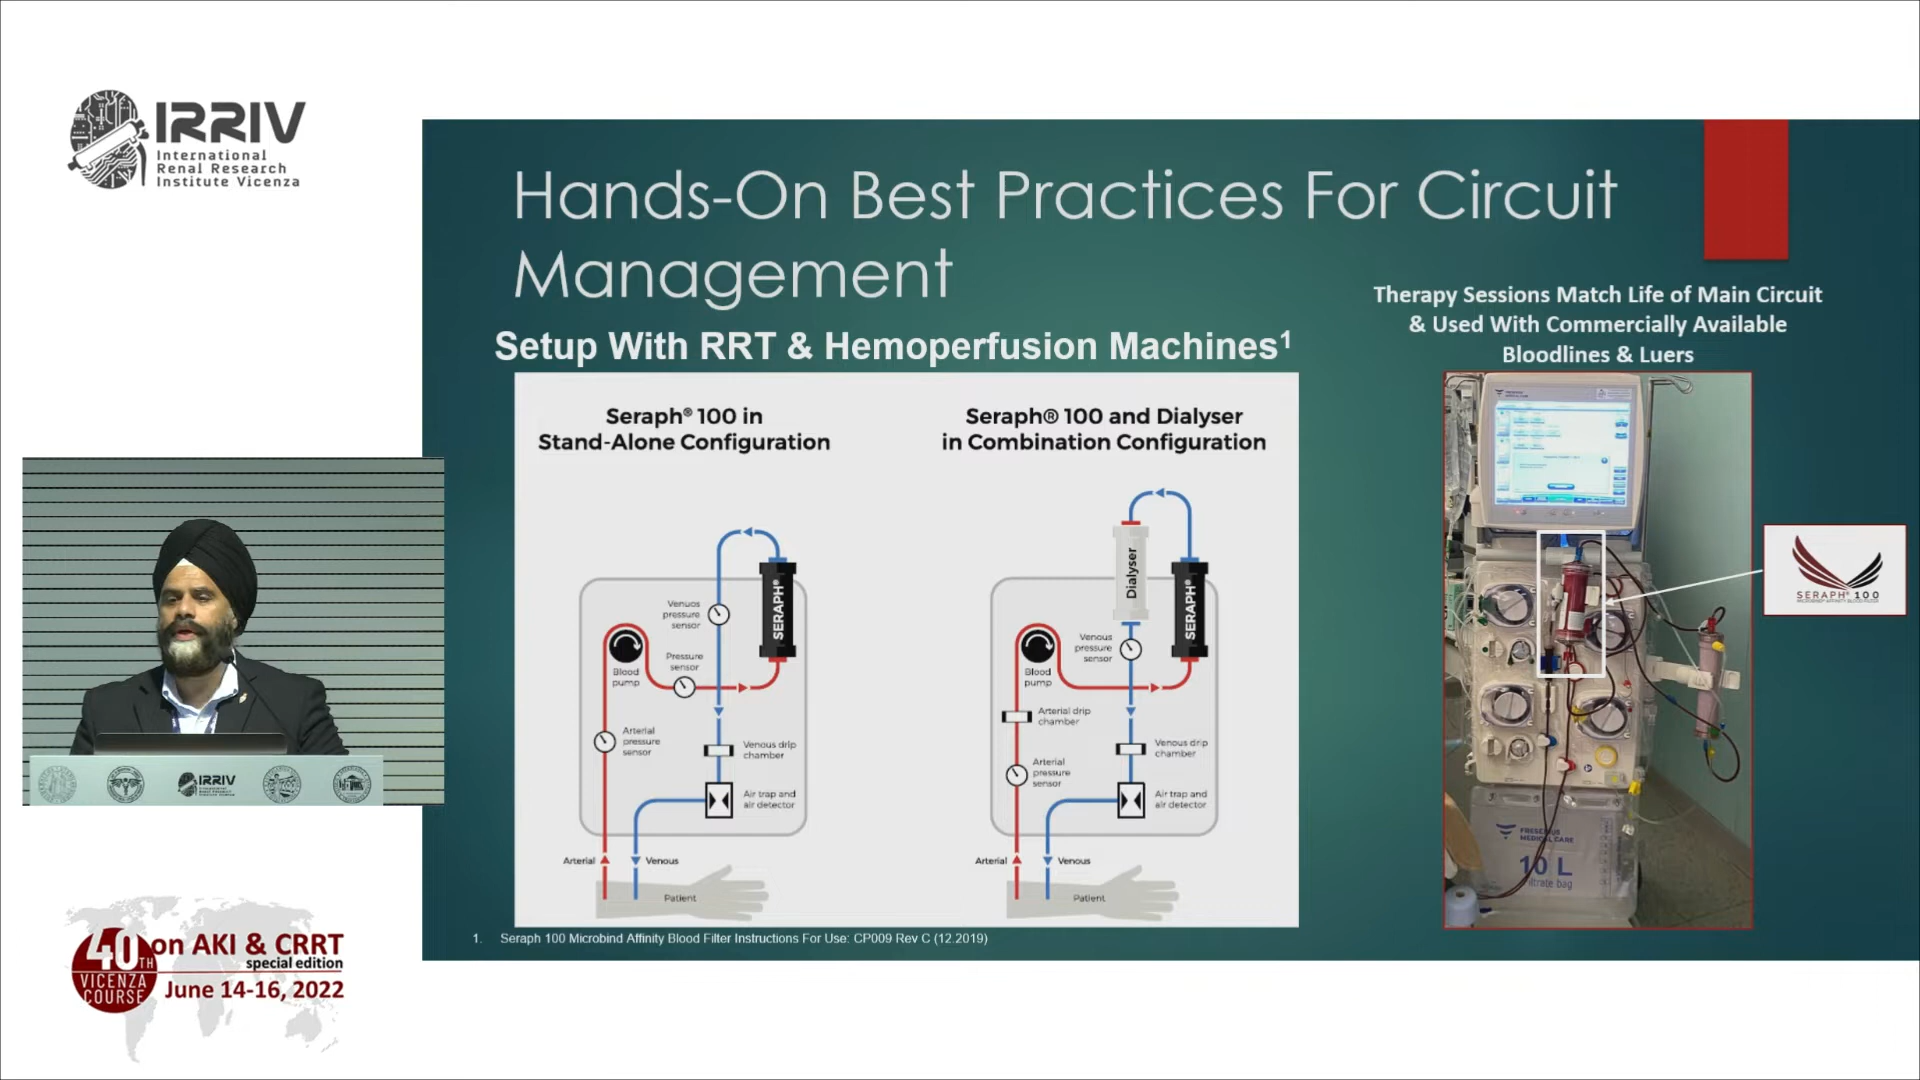 IRRIV
International
Renal Research
Institute Vicenza
Hands-On Best Practices For Circuit
Management
Therapy Sessions Match Life of Main Circuit
& Used With Commercially Available
Bloodlines & Luers
Setup With RRT & Hemoperfusion Machines¹
Seraph® 100 in
Stand-Alone Configuration
SERAPH®
Venuos
pressure
sensor
Blood
pump
Pressure
sensor
Arterial
pressure
sensor
Venous drip
chamber
Air trap and
air detector
Arterial
Venous
Patient
Seraph® 100 and Dialyser
in Combination Configuration
Dialyser
SERAPH®
Venous
pressure
sensor
Blood
pump
Arterial drip
chamber
Arterial
pressure
sensor
Venous drip
chamber
Air trap and
air detector
Arterial
Venous
Patient
FRESENIUS
MEDICAL CARE
10 L
iltrate bag
SERAPH® 100
1. Seraph 100 Microbind Affinity Blood Filter Instructions For Use: CP009 Rev C (12.2019)
IRRIV
40TH
VICENZA
COURSE
on AKI & CRRT
special edition
June 14-16, 2022